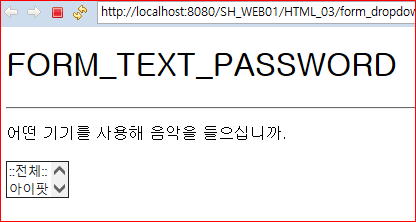 http://localhost:8080/SH_WEB01/HTML_03/form_dropdow
FORM_TEXT_PASSWORD
어떤 기기를 사용해 음악을 들으십니까.
::전체::
아이팟